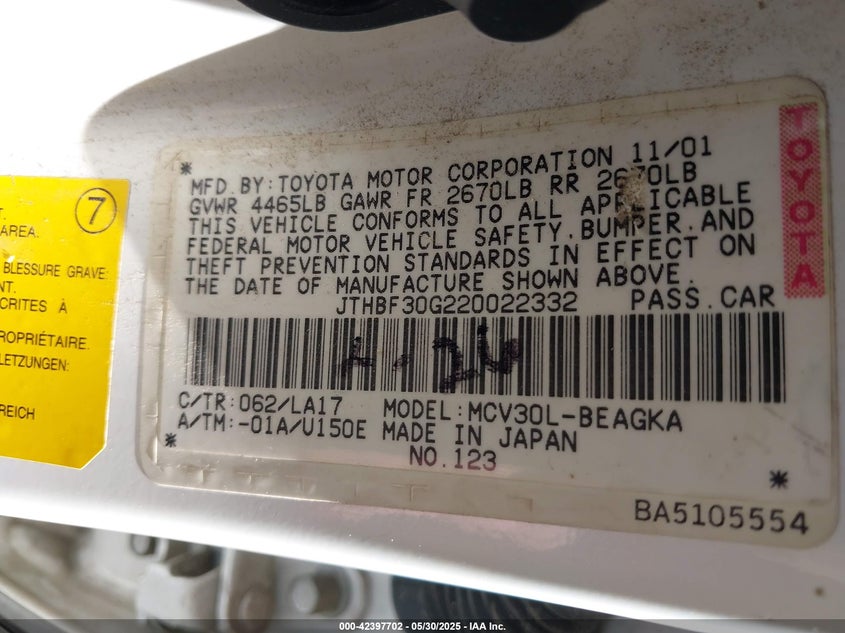 7
T.
AREA.
BLESSURE GRAVE:
NT.
CRITES À
PROPRIÉTAIRE.
LETZUNGEN:
REICH
* MFD. BY: TOYOTA MOTOR CORPORATION 11/01
GVWR 4465LB GAWR FR 2670LB RR 2670LB
THIS VEHICLE CONFORMS TO ALL APPLICABLE
FEDERAL MOTOR VEHICLE SAFETY, BUMPER, AND
THEFT PREVENTION STANDARDS IN EFFECT ON
THE DATE OF MANUFACTURE SHOWN ABOVE.
JTHBF30G220022332 PASS. CAR
C/TR: 062/LA17 MODEL: MCV30L-BEAGKA
A/TM: -01A/U150E MADE IN JAPAN
* NO. 123 *
BA5105554
TOYOTA
000-42397702 - 05/30/2025 - IAA Inc.